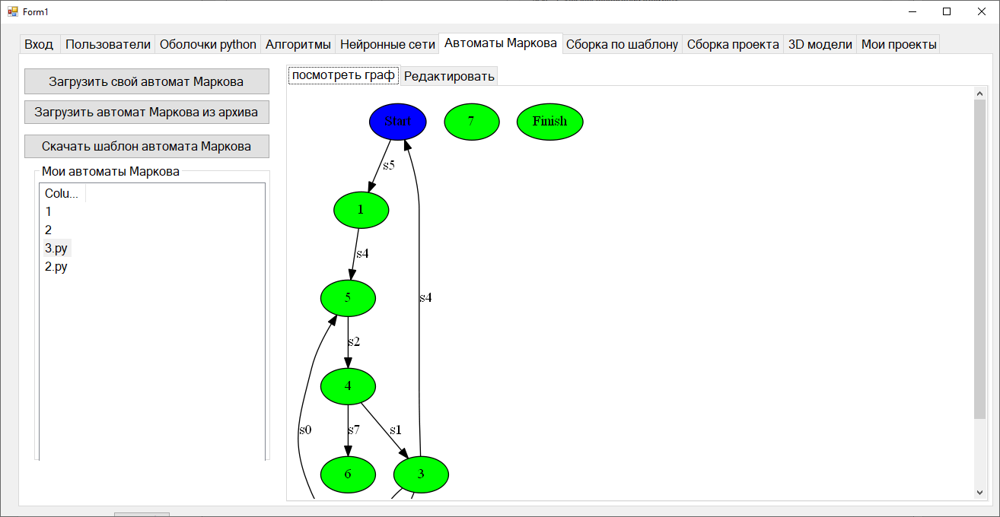 Form1
Вход
Пользователи
Оболочки python
Алгоритмы
Нейронные сети
Автоматы Маркова
Сборка по шаблону
Сборка проекта
3D модели
Мои проекты
Загрузить свой автомат Маркова
Загрузить автомат Маркова из архива
Скачать шаблон автомата Маркова
Мои автоматы Маркова
Colu...
1
2
3.py
2.py
посмотреть граф
Редактировать
Start
7
Finish
s5
1
s4
5
s4
s2
4
s0
s7
s1
6
3